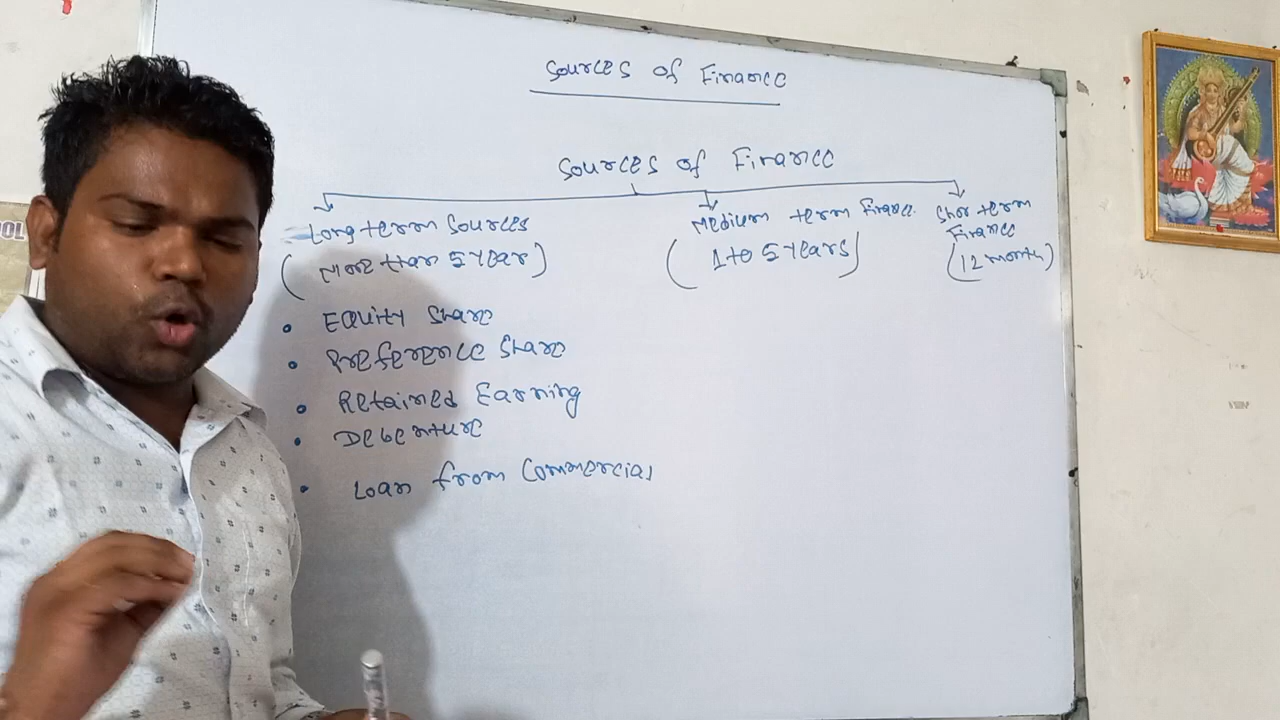 Sources of Finance
Sources of Finance
Long term Sources
(More than 5 year)
Medium term Finance
(1 to 5 years)
Shor term
Finance
(12 month)
• Equity Share
• Preference Share
• Retained Earning
• Debenture
• Loan from Commercial
OL